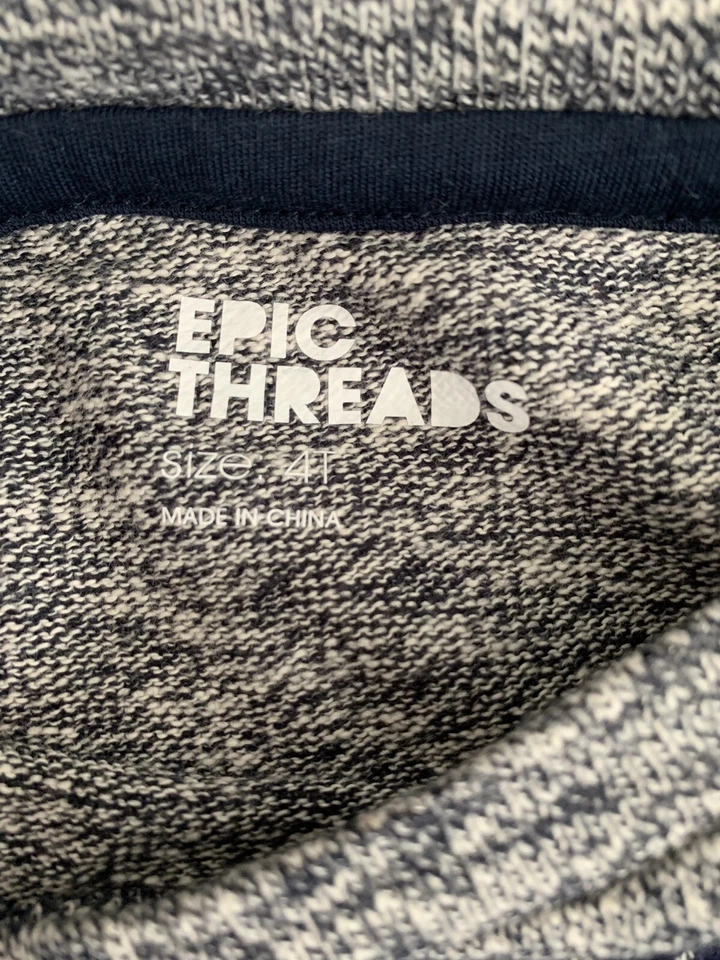 EPIC
THREADS
Size: 4T
MADE IN CHINA